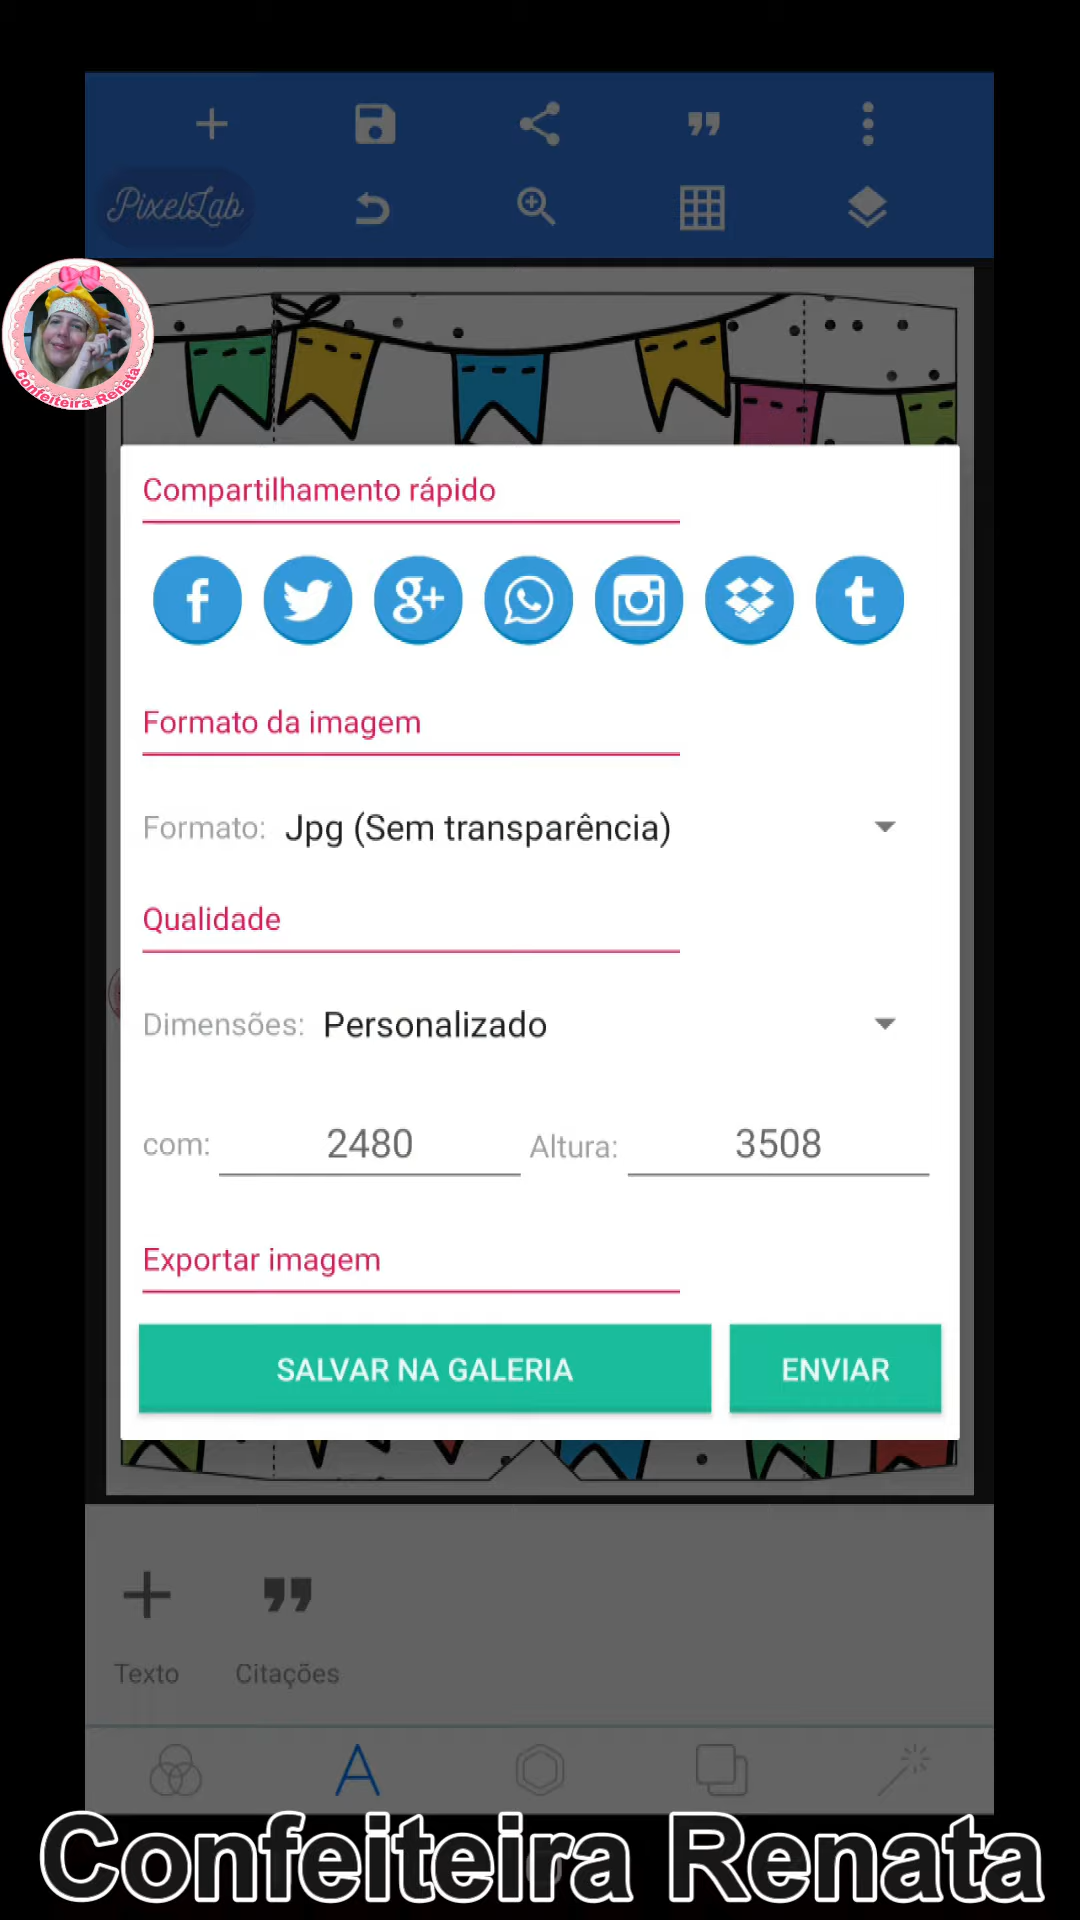 PixelLab
Confeiteira Renata
Compartilhamento rápido
Formato da imagem
Formato: Jpg (Sem transparência)
Qualidade
Dimensões: Personalizado
com: 2480 Altura: 3508
Exportar imagem
SALVAR NA GALERIA ENVIAR
Texto Citações
Confeiteira Renata